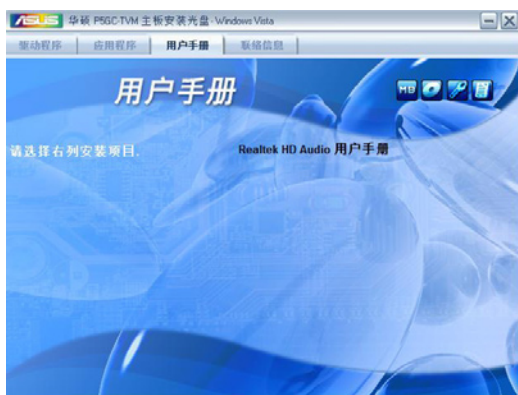 ASUS 华硕 P5GC-TVM 主板安装光盘-Windows Vista
驱动程序 应用程序 用户手册 联络信息
用户手册
MB
请选择右列安装项目.
Realtek HD Audio 用户手册